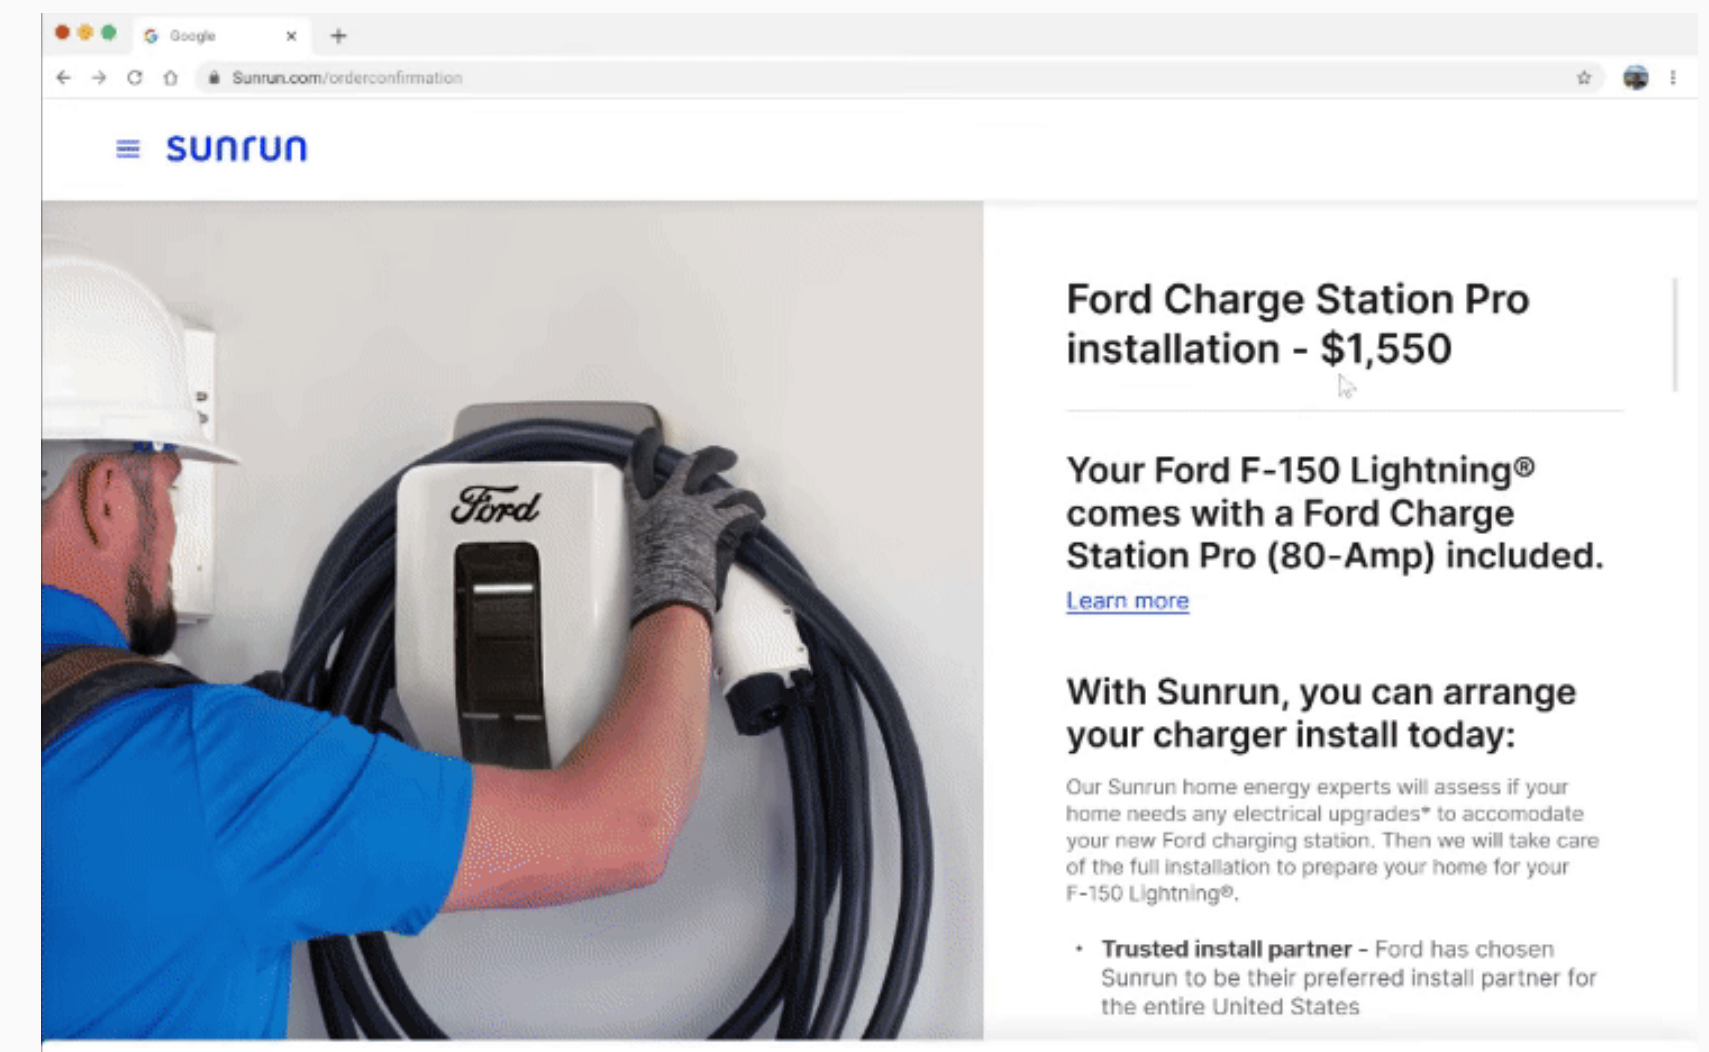 Google
Sunrun.com/orderconfirmation
sunrun
Ford
Ford Charge Station Pro
installation - $1,550
Your Ford F-150 Lightning®
comes with a Ford Charge
Station Pro (80-Amp) included.
Learn more
With Sunrun, you can arrange
your charger install today:
Our Sunrun home energy experts will assess if your
home needs any electrical upgrades* to accomodate
your new Ford charging station. Then we will take care
of the full installation to prepare your home for your
F-150 Lightning®.
• Trusted install partner - Ford has chosen
Sunrun to be their preferred install partner for
the entire United States